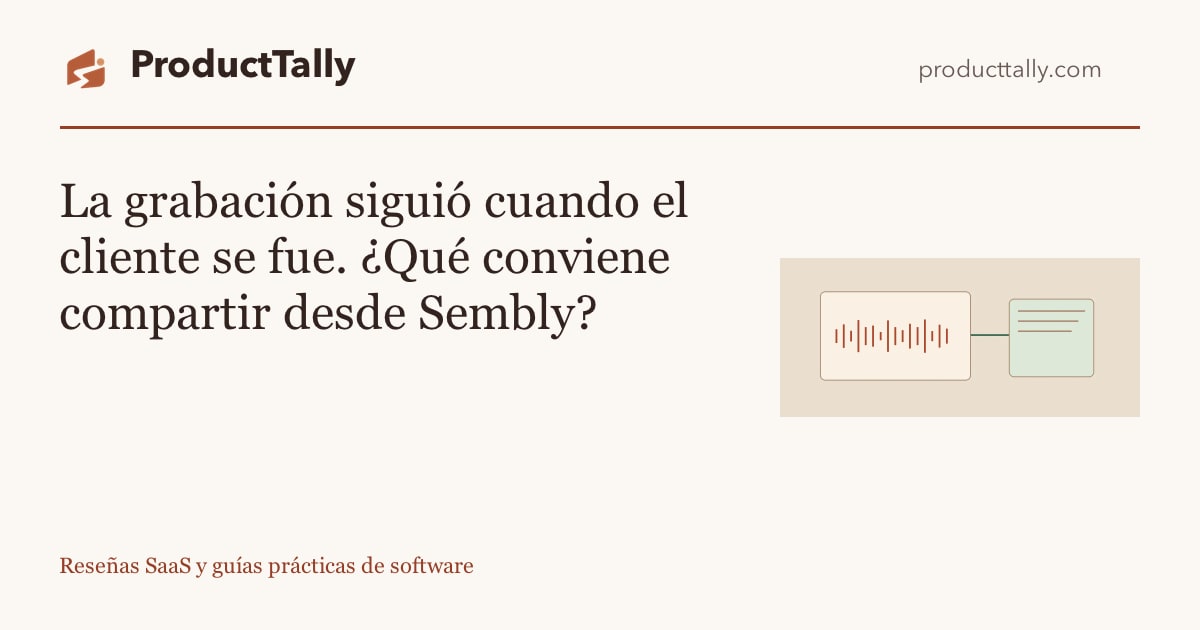 ProductTally
producttally.com
La grabación siguió cuando el
cliente se fue. ¿Qué conviene
compartir desde Sembly?
Reseñas SaaS y guías prácticas de software